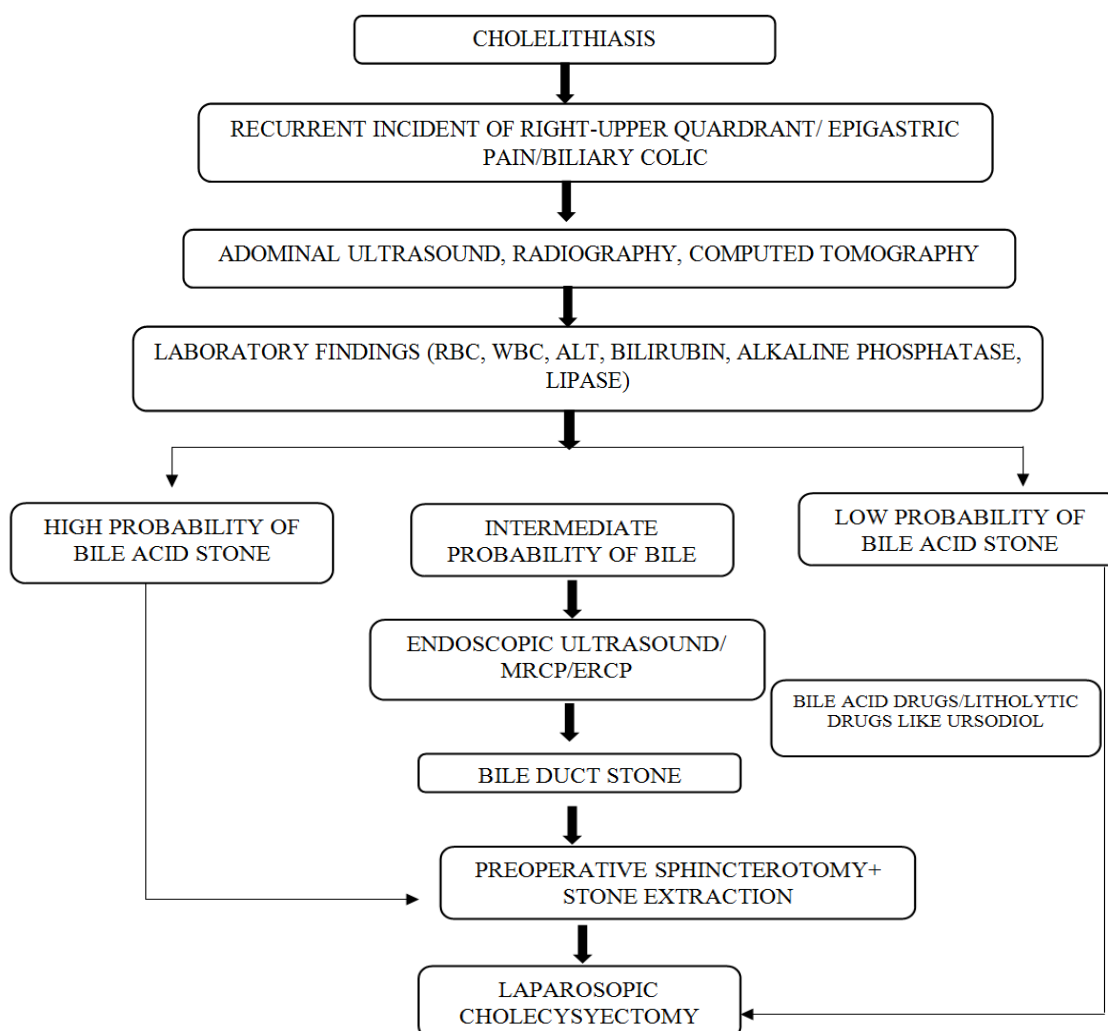 CHOLELITHIASIS
RECURRENT INCIDENT OF RIGHT-UPPER QUARDRANT/ EPIGASTRIC
PAIN/BILIARY COLIC
ADOMINAL ULTRASOUND, RADIOGRAPHY, COMPUTED TOMOGRAPHY
LABORATORY FINDINGS (RBC, WBC, ALT, BILIRUBIN, ALKALINE PHOSPHATASE,
LIPASE)
HIGH PROBABILITY OF
BILE ACID STONE
INTERMEDIATE
PROBABILITY OF BILE
LOW PROBABILITY OF
BILE ACID STONE
ENDOSCOPIC ULTRASOUND/
MRCP/ERCP
BILE ACID DRUGS/LITHOLYTIC
DRUGS LIKE URSODIOL
BILE DUCT STONE
PREOPERATIVE SPHINCTEROTOMY+
STONE EXTRACTION
LAPAROSOPIC
CHOLECYSYECTOMY